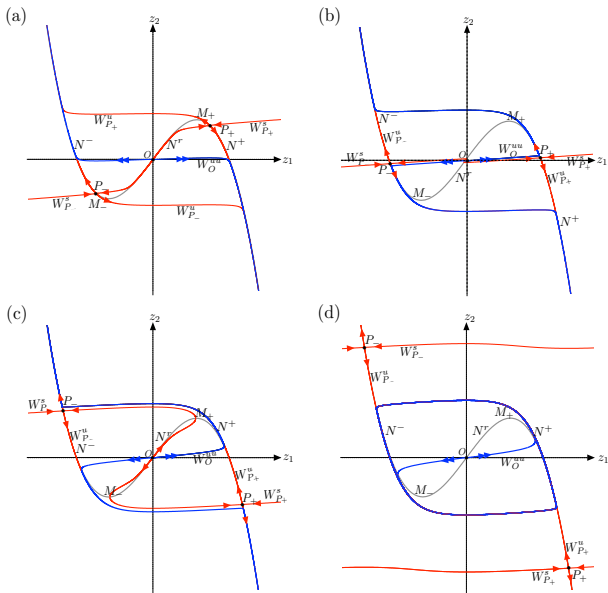 (a)
z₂
W^u_{P₊}
M₊
W^s_{P₊}
P₊
N^r
N⁻
O
N⁺
z₁
W^{uu}_O
P₋
W^s_{P₋}
M₋
W^u_{P₋}
(b)
z₂
N⁻
M₊
W^u_{P₋}
W^{uu}_O
P₊
W^s_P
O
z₁
W^s_{P₊}
P
N^r
W^u_{P₊}
M₋
N⁺
(c)
z₂
W^s_{P₋}
P₋
M₊
W^u_{P₋}
N^r
N⁺
N⁻
O
z₁
W^{uu}_O
W^u_{P₊}
M₋
P₊
W^s_{P₊}
(d)
z₂
P₋
W^s_{P₋}
W^u_{P₋}
M₊
N⁻
N^r
N⁺
O
z₁
W^{uu}_O
M₋
W^u_{P₊}
W^s_{P₊}
P₊